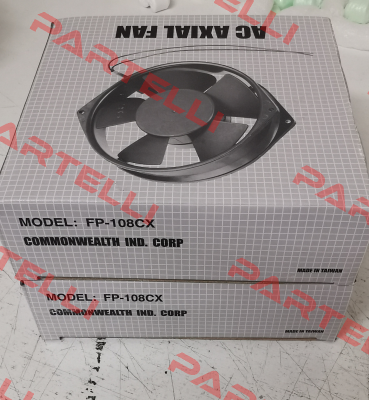 AC AXIAL FAN
MODEL: FP-108CX
COMMONWEALTH IND. CORP
MADE IN TAIWAN
MODEL: FP-108CX
COMMONWEALTH IND. CORP
MADE IN TAIWAN
PARTELLI
PARTELLI
PARTELLI
PARTELLI